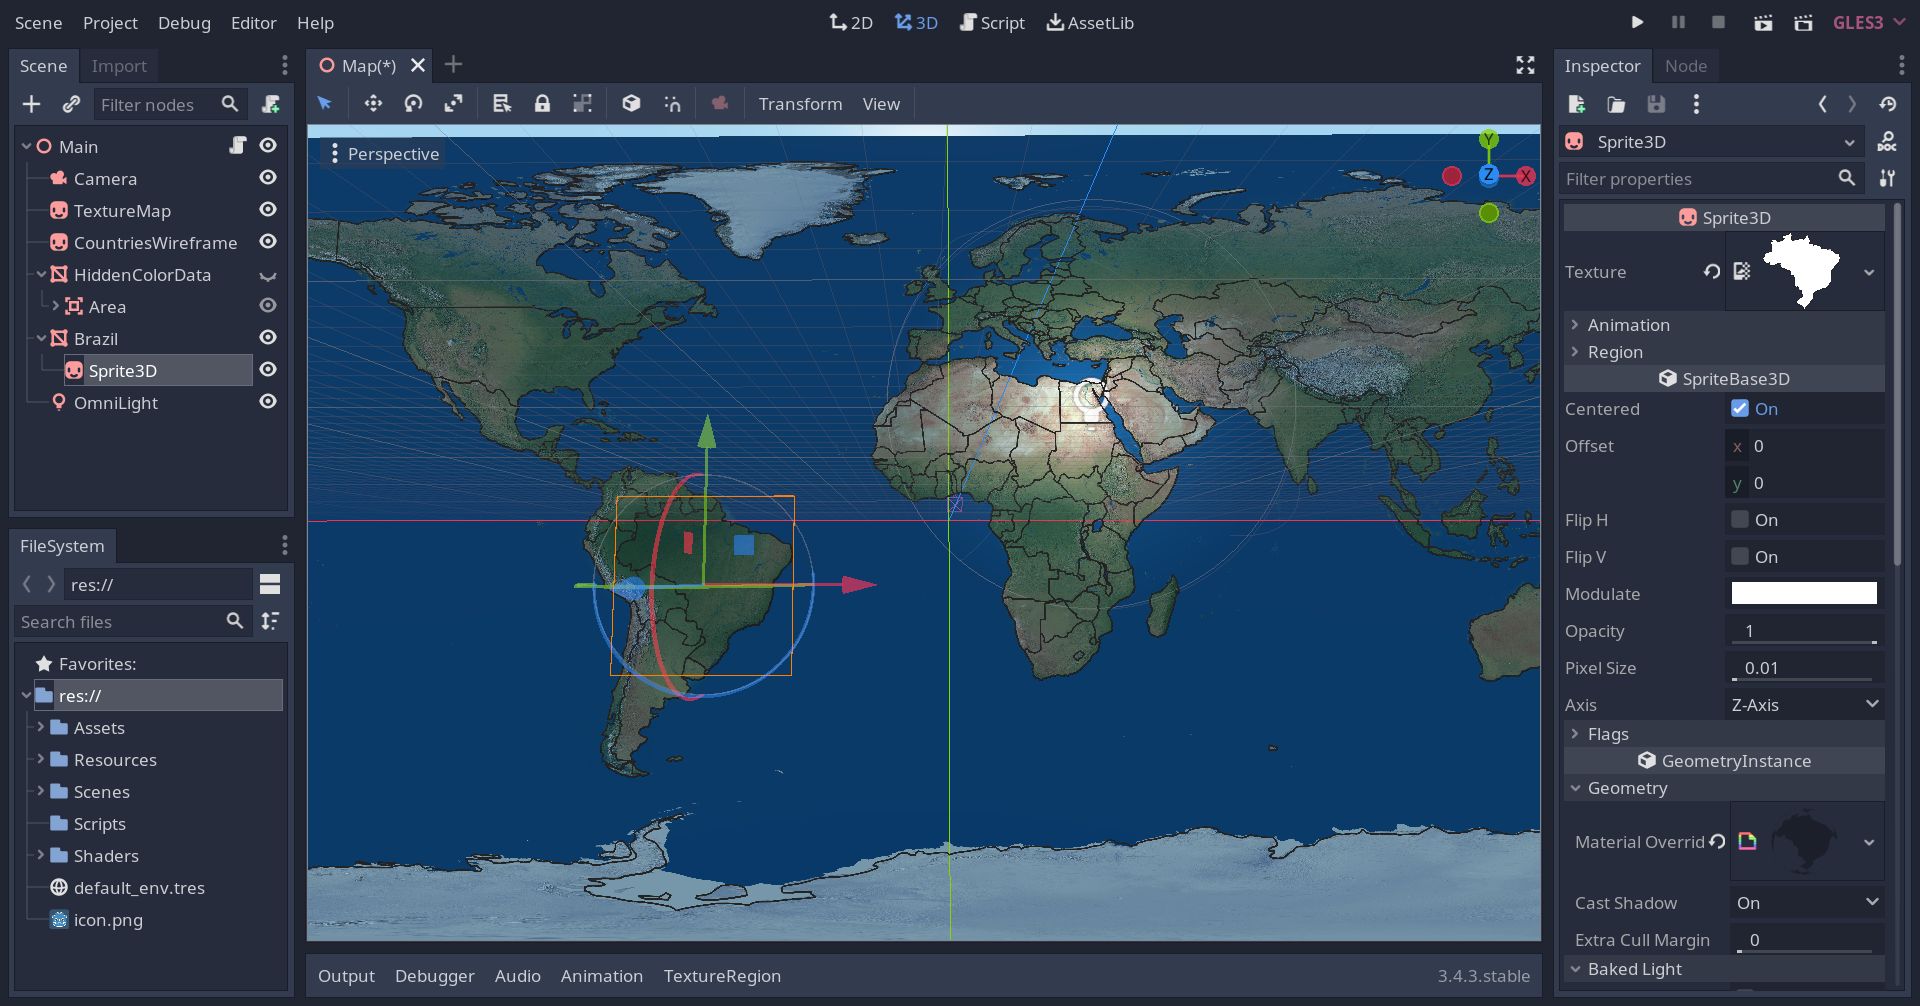 Scene Project Debug Editor Help
2D 3D Script AssetLib
GLES3
Scene Import
Filter nodes
Main
Camera
TextureMap
CountriesWireframe
HiddenColorData
Area
Brazil
Sprite3D
OmniLight
FileSystem
res://
Search files
Favorites:
res://
Assets
Resources
Scenes
Scripts
Shaders
default_env.tres
icon.png
Map(*)
Transform View
Perspective
Y
Z X
Output Debugger Audio Animation TextureRegion
3.4.3.stable
Inspector Node
Sprite3D
DOC
Filter properties
Sprite3D
Texture
Animation
Region
SpriteBase3D
Centered On
Offset x 0
y 0
Flip H On
Flip V On
Modulate
Opacity 1
Pixel Size 0.01
Axis Z-Axis
Flags
GeometryInstance
Geometry
Material Overrid
Cast Shadow On
Extra Cull Margin 0
Baked Light